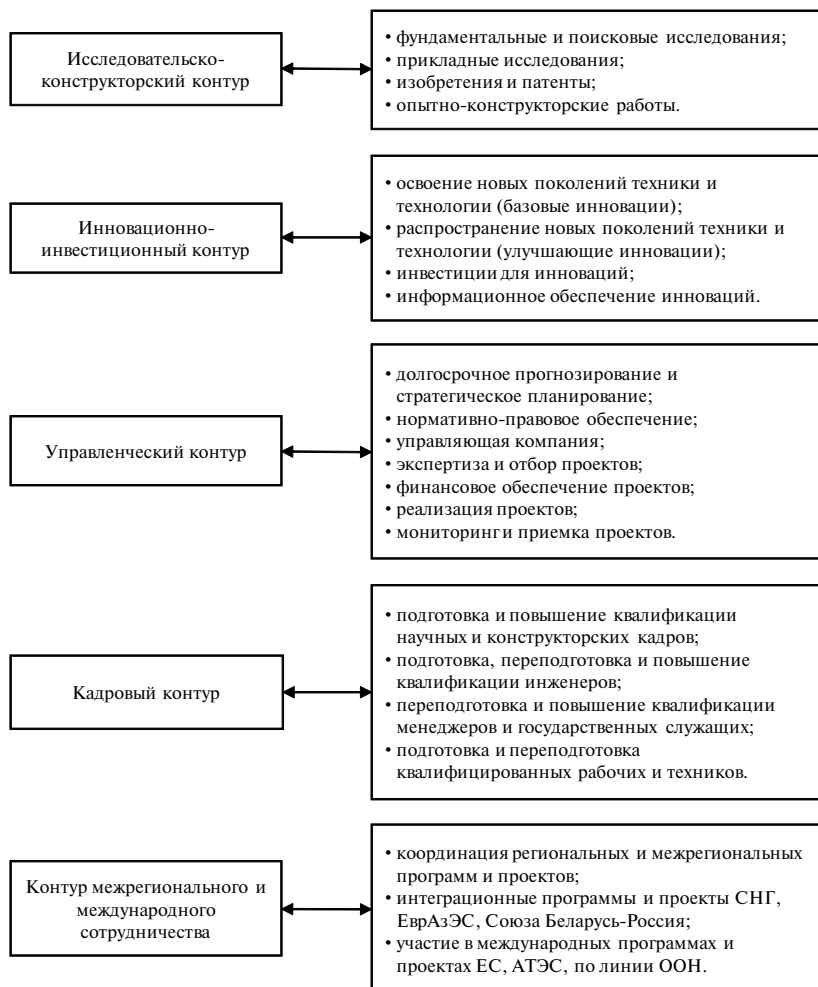 Исследовательско-
конструкторский контур
• фундаментальные и поисковые исследования;
• прикладные исследования;
• изобретения и патенты;
• опытно-конструкторские работы.
Инновационно-
инвестиционный контур
• освоение новых поколений техники и
технологии (базовые инновации);
• распространение новых поколений техники и
технологии (улучшающие инновации);
• инвестиции для инноваций;
• информационное обеспечение инноваций.
Управленческий контур
• долгосрочное прогнозирование и
стратегическое планирование;
• нормативно-правовое обеспечение;
• управляющая компания;
• экспертиза и отбор проектов;
• финансовое обеспечение проектов;
• реализация проектов;
• мониторинг и приемка проектов.
Кадровый контур
• подготовка и повышение квалификации
научных и конструкторских кадров;
• подготовка, переподготовка и повышение
квалификации инженеров;
• переподготовка и повышение квалификации
менеджеров и государственных служащих;
• подготовка и переподготовка
квалифицированных рабочих и техников.
Контур межрегионального и
международного
сотрудничества
• координация региональных и межрегиональных
программ и проектов;
• интеграционные программы и проекты СНГ,
ЕврАзЭС, Союза Беларусь-Россия;
• участие в международных программах и
проектах ЕС, АТЭС, по линии ООН.